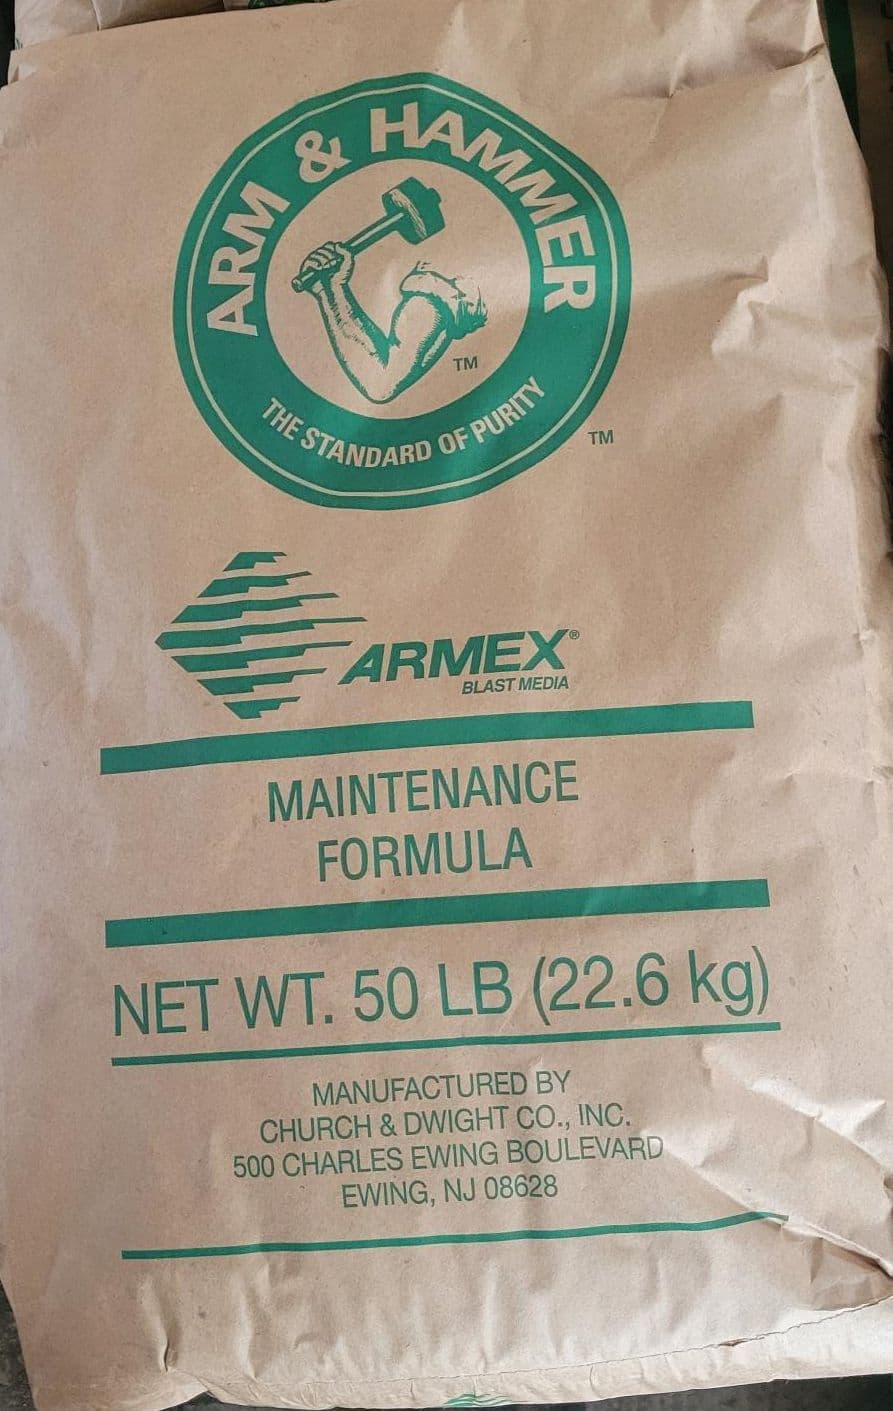 ARM & HAMMER
TM
THE STANDARD OF PURITY
TM
ARMEX®
BLAST MEDIA
MAINTENANCE
FORMULA
NET WT. 50 LB (22.6 kg)
MANUFACTURED BY
CHURCH & DWIGHT CO., INC.
500 CHARLES EWING BOULEVARD
EWING, NJ 08628